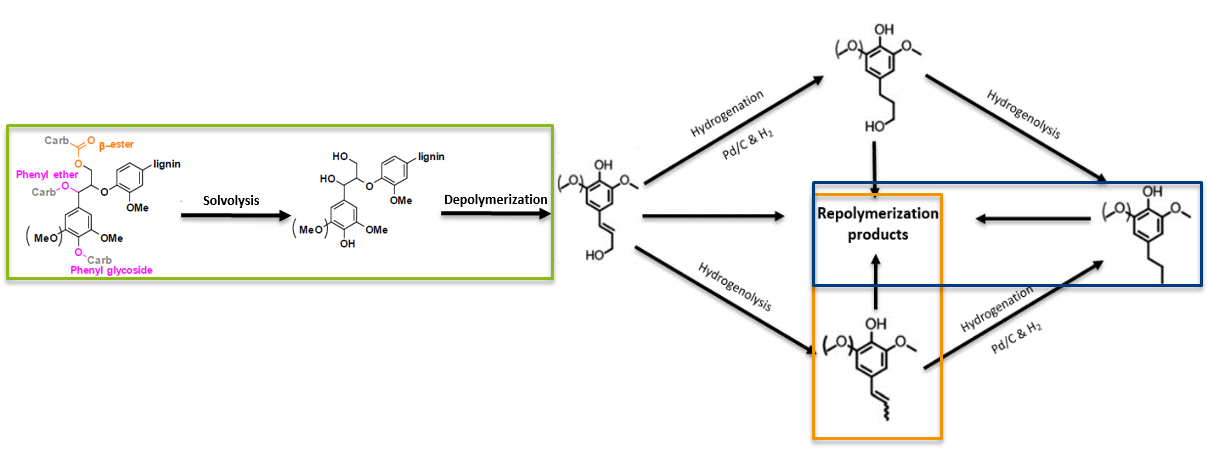 Carb
O
β–ester
O
lignin
Phenyl ether
O
O
Carb
OMe
(MeO)
OMe
O
Carb
Phenyl glycoside
Solvolysis
HO
lignin
HO
O
OMe
(MeO)
OMe
OH
Depolymerization
OH
(O)
O
HO
Hydrogenation
Pd/C & H2
OH
(O)
O
HO
Hydrogenolysis
Repolymerization
products
OH
(O)
O
Hydrogenolysis
OH
(O)
O
Hydrogenation
Pd/C & H2